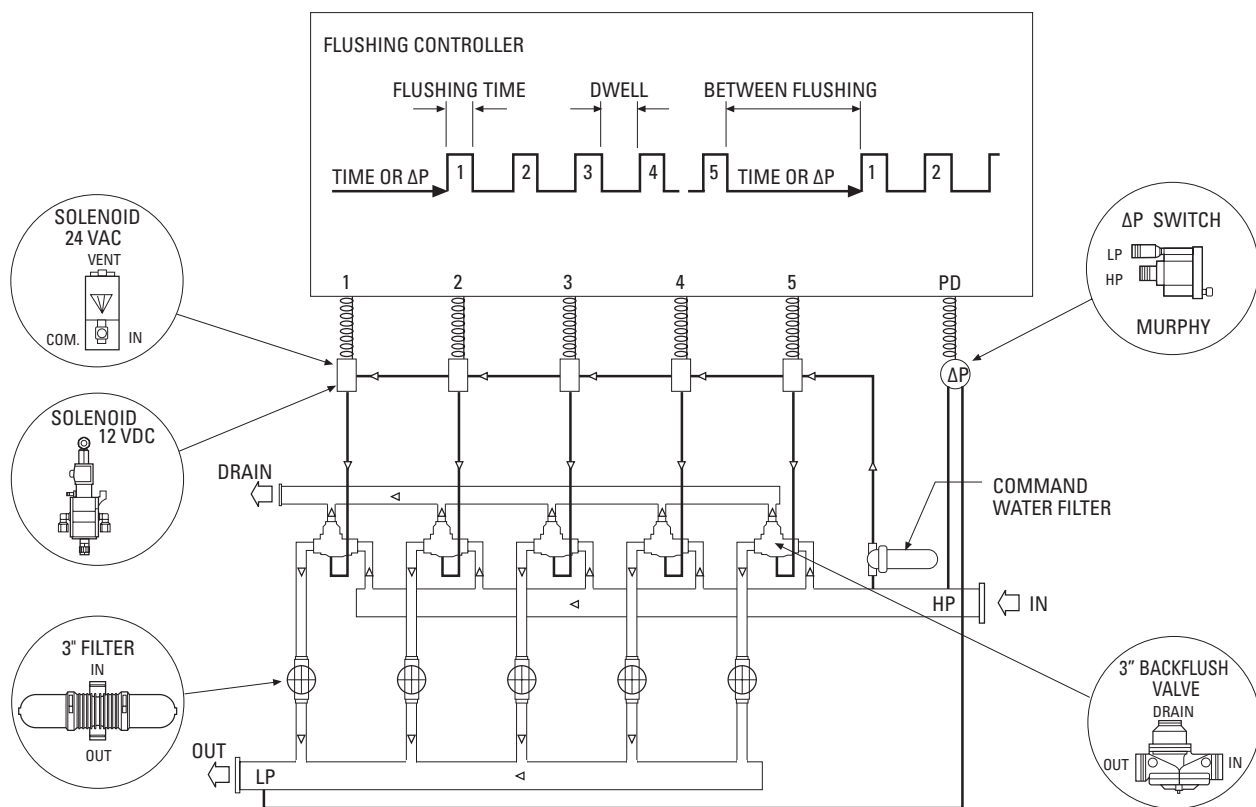 FLUSHING CONTROLLER
FLUSHING TIME
DWELL
BETWEEN FLUSHING
TIME OR ΔP
1
2
3
4
5
TIME OR ΔP
1
2
SOLENOID
24 VAC
VENT
COM.
IN
ΔP SWITCH
LP
HP
MURPHY
1
2
3
4
5
PD
ΔP
SOLENOID
12 VDC
DRAIN
COMMAND
WATER FILTER
HP
IN
3" FILTER
IN
OUT
3" BACKFLUSH
VALVE
DRAIN
OUT
IN
OUT
LP